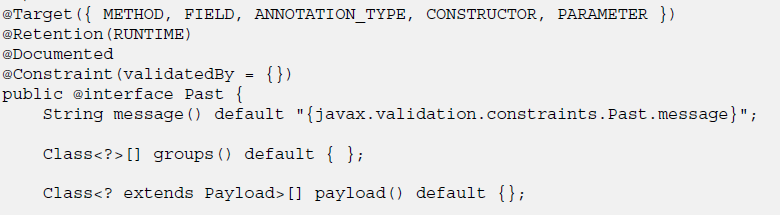 @Target({ METHOD, FIELD, ANNOTATION_TYPE, CONSTRUCTOR, PARAMETER })
@Retention(RUNTIME)
@Documented
@Constraint(validatedBy = {})
public @interface Past {
    String message() default "{javax.validation.constraints.Past.message}";
    Class<?>[] groups() default { };
    Class<? extends Payload>[] payload() default {};